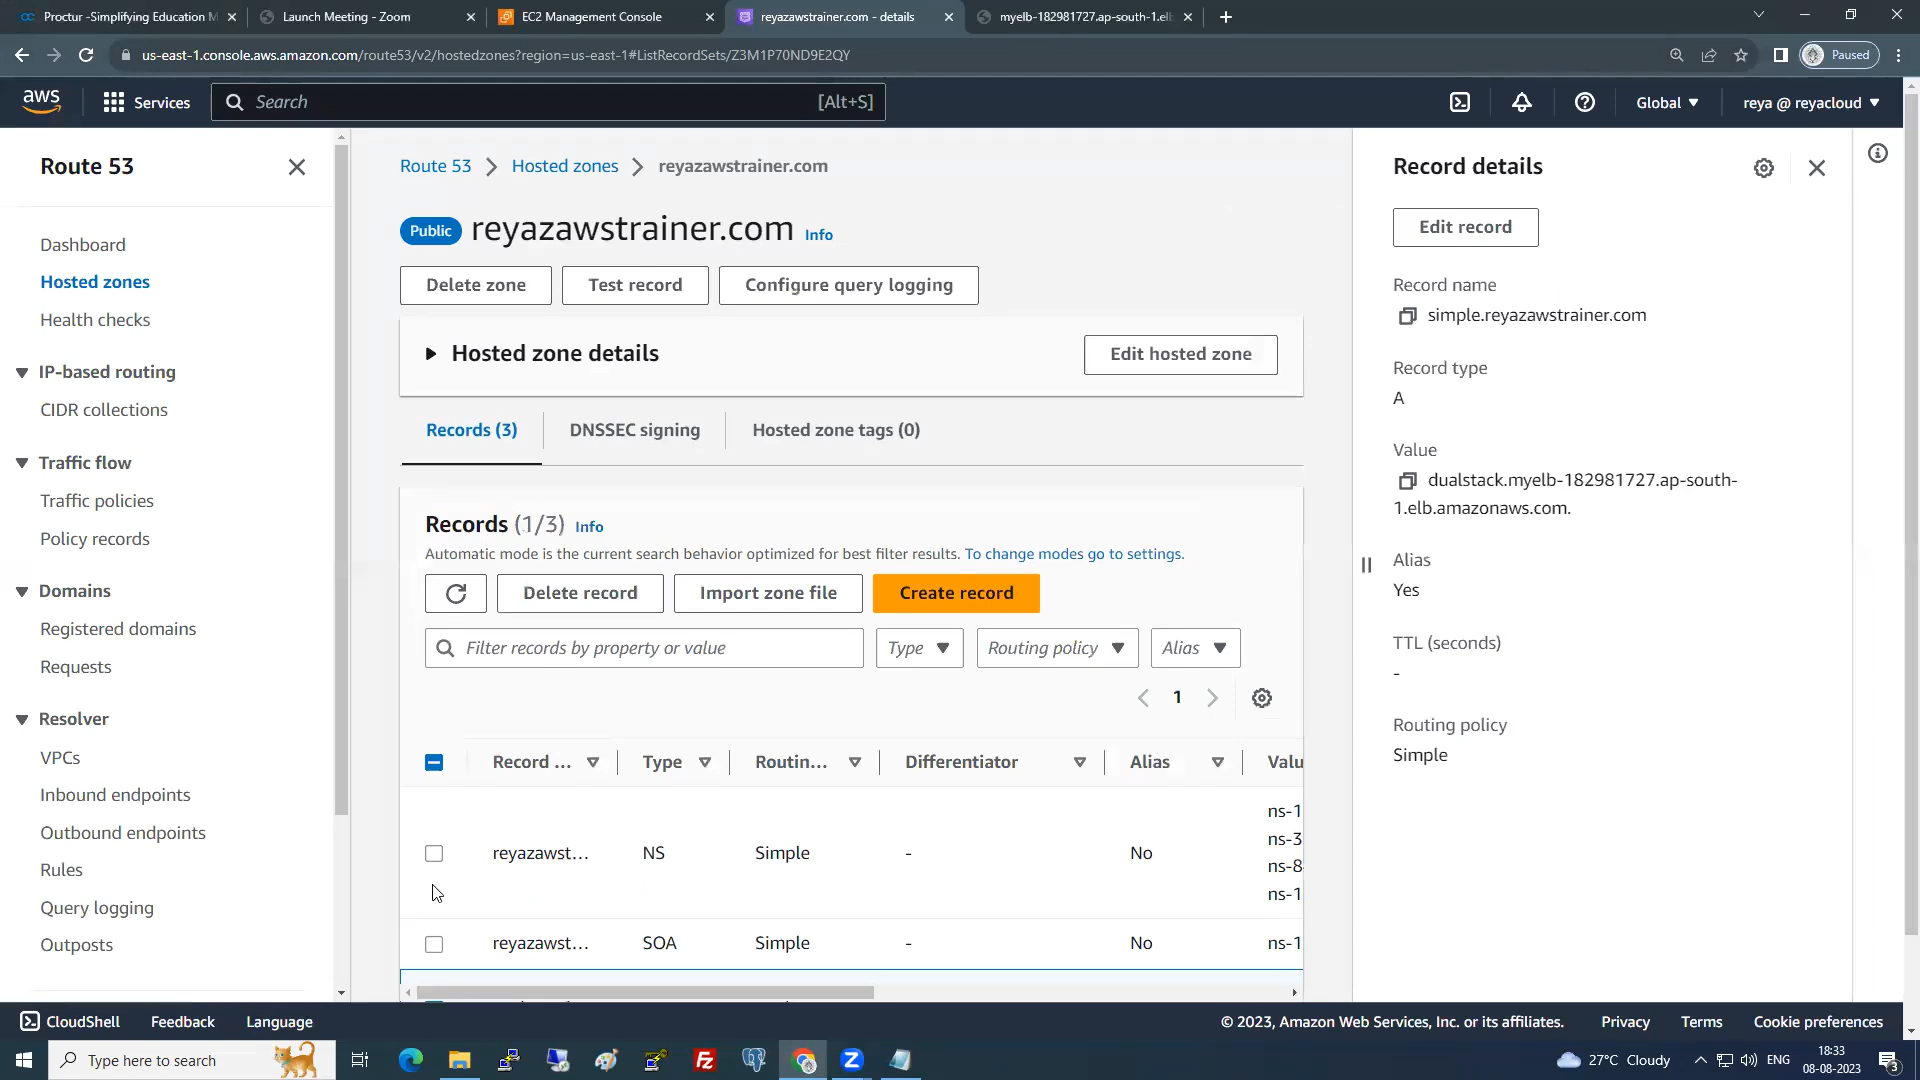 Proctur -Simplifying Education M
Launch Meeting - Zoom
EC2 Management Console
reyazawstrainer.com - details
myelb-182981727.ap-south-1.elb
us-east-1.console.aws.amazon.com/route53/v2/hostedzones?region=us-east-1#ListRecordSets/Z3M1P70ND9E2QY
Paused
aws
Services
Search
[Alt+S]
Global
reya @ reyacloud
Route 53
Dashboard
Hosted zones
Health checks
IP-based routing
CIDR collections
Traffic flow
Traffic policies
Policy records
Domains
Registered domains
Requests
Resolver
VPCs
Inbound endpoints
Outbound endpoints
Rules
Query logging
Outposts
Route 53
Hosted zones
reyazawstrainer.com
Public
reyazawstrainer.com Info
Delete zone
Test record
Configure query logging
Hosted zone details
Edit hosted zone
Records (3)
DNSSEC signing
Hosted zone tags (0)
Records (1/3) Info
Automatic mode is the current search behavior optimized for best filter results. To change modes go to settings.
Delete record
Import zone file
Create record
Filter records by property or value
Type
Routing policy
Alias
1
Record ...
Type
Routin...
Differentiator
Alias
Valu
reyazawst...
NS
Simple
-
No
ns-1
ns-3
ns-8
ns-1
reyazawst...
SOA
Simple
-
No
ns-1
Record details
Edit record
Record name
simple.reyazawstrainer.com
Record type
A
Value
dualstack.myelb-182981727.ap-south-
1.elb.amazonaws.com.
Alias
Yes
TTL (seconds)
-
Routing policy
Simple
CloudShell
Feedback
Language
© 2023, Amazon Web Services, Inc. or its affiliates.
Privacy
Terms
Cookie preferences
Type here to search
27°C Cloudy
ENG
18:33
08-08-2023
3